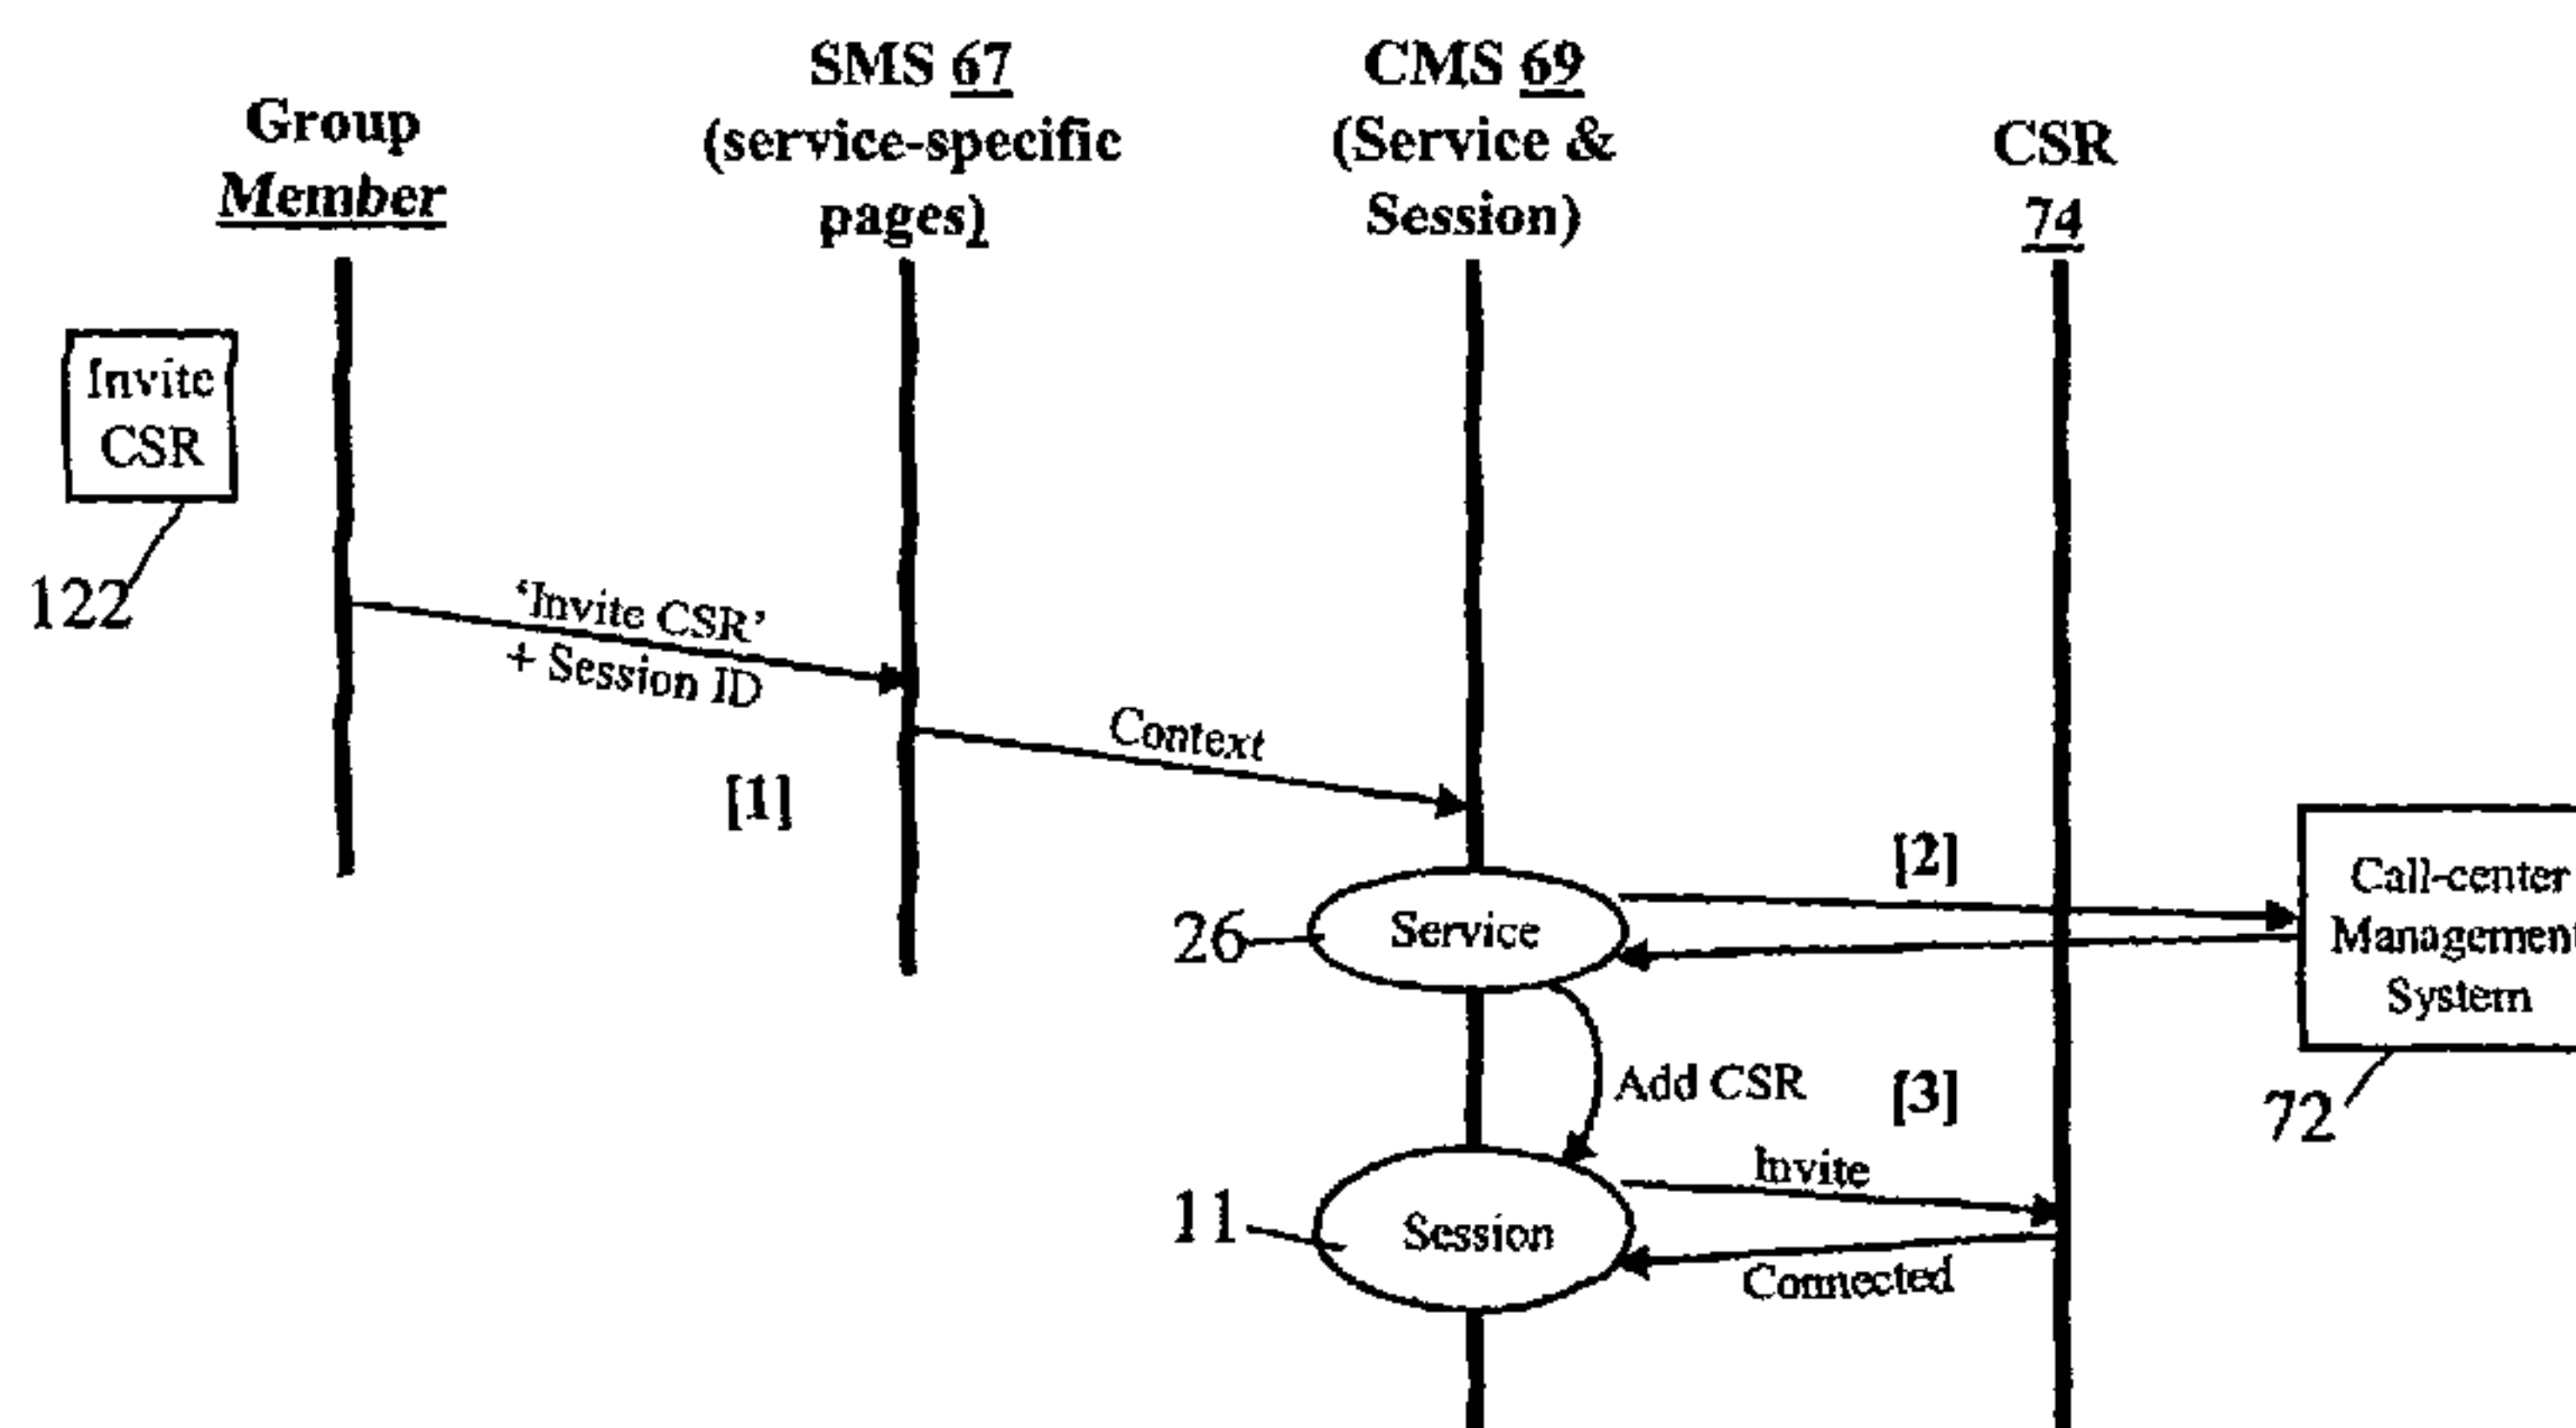 Group
Member
SMS 67
(service-specific
pages)
CMS 69
(Service &
Session)
CSR
74
Invite
CSR
122
'Invite CSR'
+ Session ID
Context
[1]
[2]
Call-center
Management
System
72
26
Service
Add CSR
[3]
Invite
11
Session
Connected